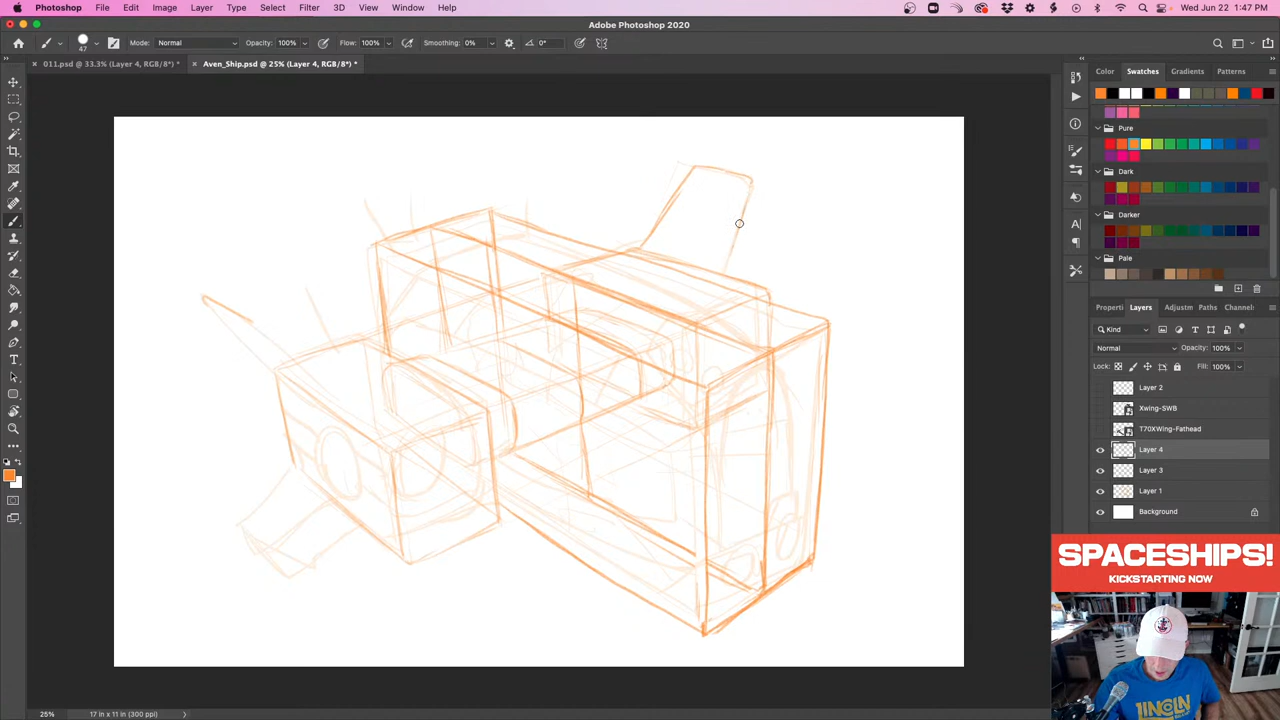 Photoshop File Edit Image Layer Type Select Filter 3D View Window Help Wed Jun 22 1:47 PM
Adobe Photoshop 2020
Mode: Normal Opacity: 100% Flow: 100% Smoothing: 0% 0°
47
011.psd @ 33.3% (Layer 4, RGB/8*) * Aven_Ship.psd @ 25% (Layer 4, RGB/8*) *
Color Swatches Gradients Patterns
Pure
Dark
Darker
Pale
Properti Layers Adjustm Paths Channel:
Kind
Normal Opacity: 100%
Lock: Fill: 100%
Layer 2
Xwing-SWB
T70XWing-Fathead
Layer 4
Layer 3
Layer 1
Background
SPACESHIPS!
KICKSTARTING NOW
LINCOLN
25% 17 in x 11 in (300 ppi)